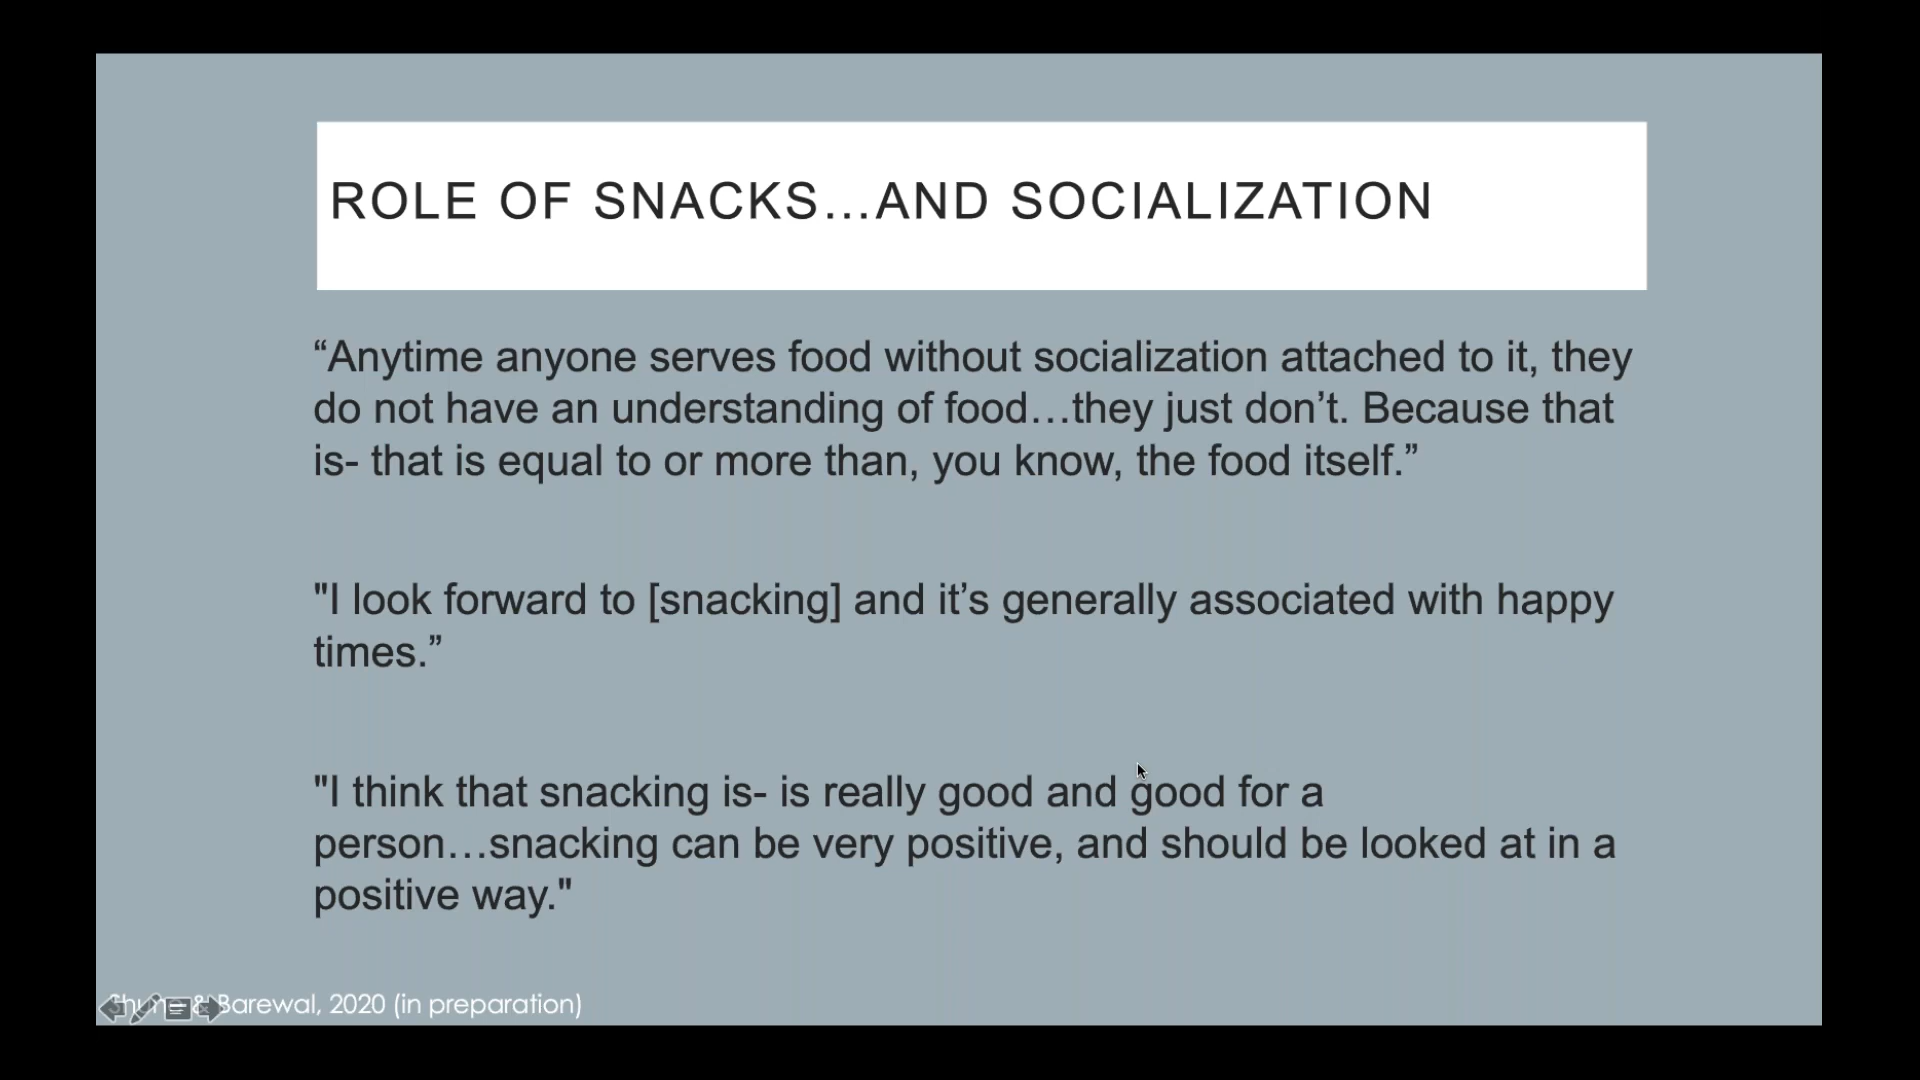 ROLE OF SNACKS…AND SOCIALIZATION
“Anytime anyone serves food without socialization attached to it, they
do not have an understanding of food…they just don’t. Because that
is- that is equal to or more than, you know, the food itself.”
"I look forward to [snacking] and it’s generally associated with happy
times.”
"I think that snacking is- is really good and good for a
person…snacking can be very positive, and should be looked at in a
positive way."
& Barewal, 2020 (in preparation)